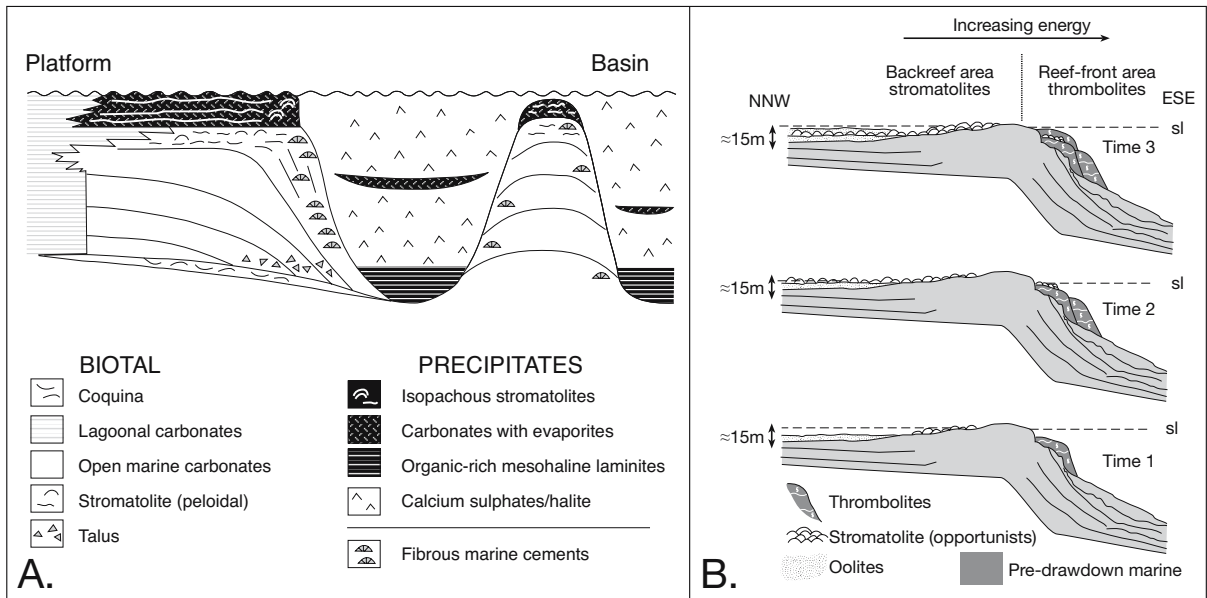 Platform
Basin
BIOTAL
Coquina
Lagoonal carbonates
Open marine carbonates
Stromatolite (peloidal)
Talus
PRECIPITATES
Isopachous stromatolites
Carbonates with evaporites
Organic-rich mesohaline laminites
Calcium sulphates/halite
Fibrous marine cements
A.
Increasing energy
Backreef area
stromatolites
Reef-front area
thrombolites
NNW
ESE
≈15m
sl
Time 3
≈15m
sl
Time 2
≈15m
sl
Time 1
Thrombolites
Stromatolite (opportunists)
Oolites
Pre-drawdown marine
B.